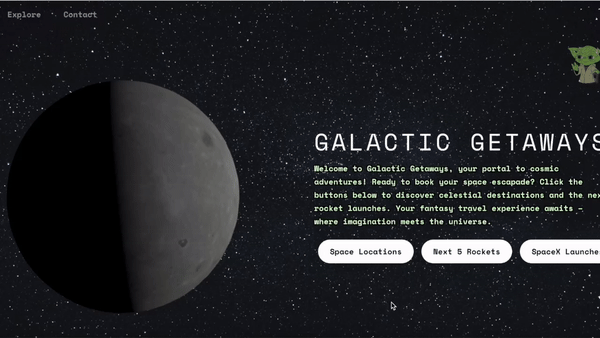 Explore · Contact
GALACTIC GETAWAYS
Welcome to Galactic Getaways, your portal to cosmic
adventures! Ready to book your space escapade? Click the
buttons below to discover celestial destinations and the nex
rocket launches. Your fantasy travel experience awaits –
where imagination meets the universe.
Space Locations
Next 5 Rockets
SpaceX Launche